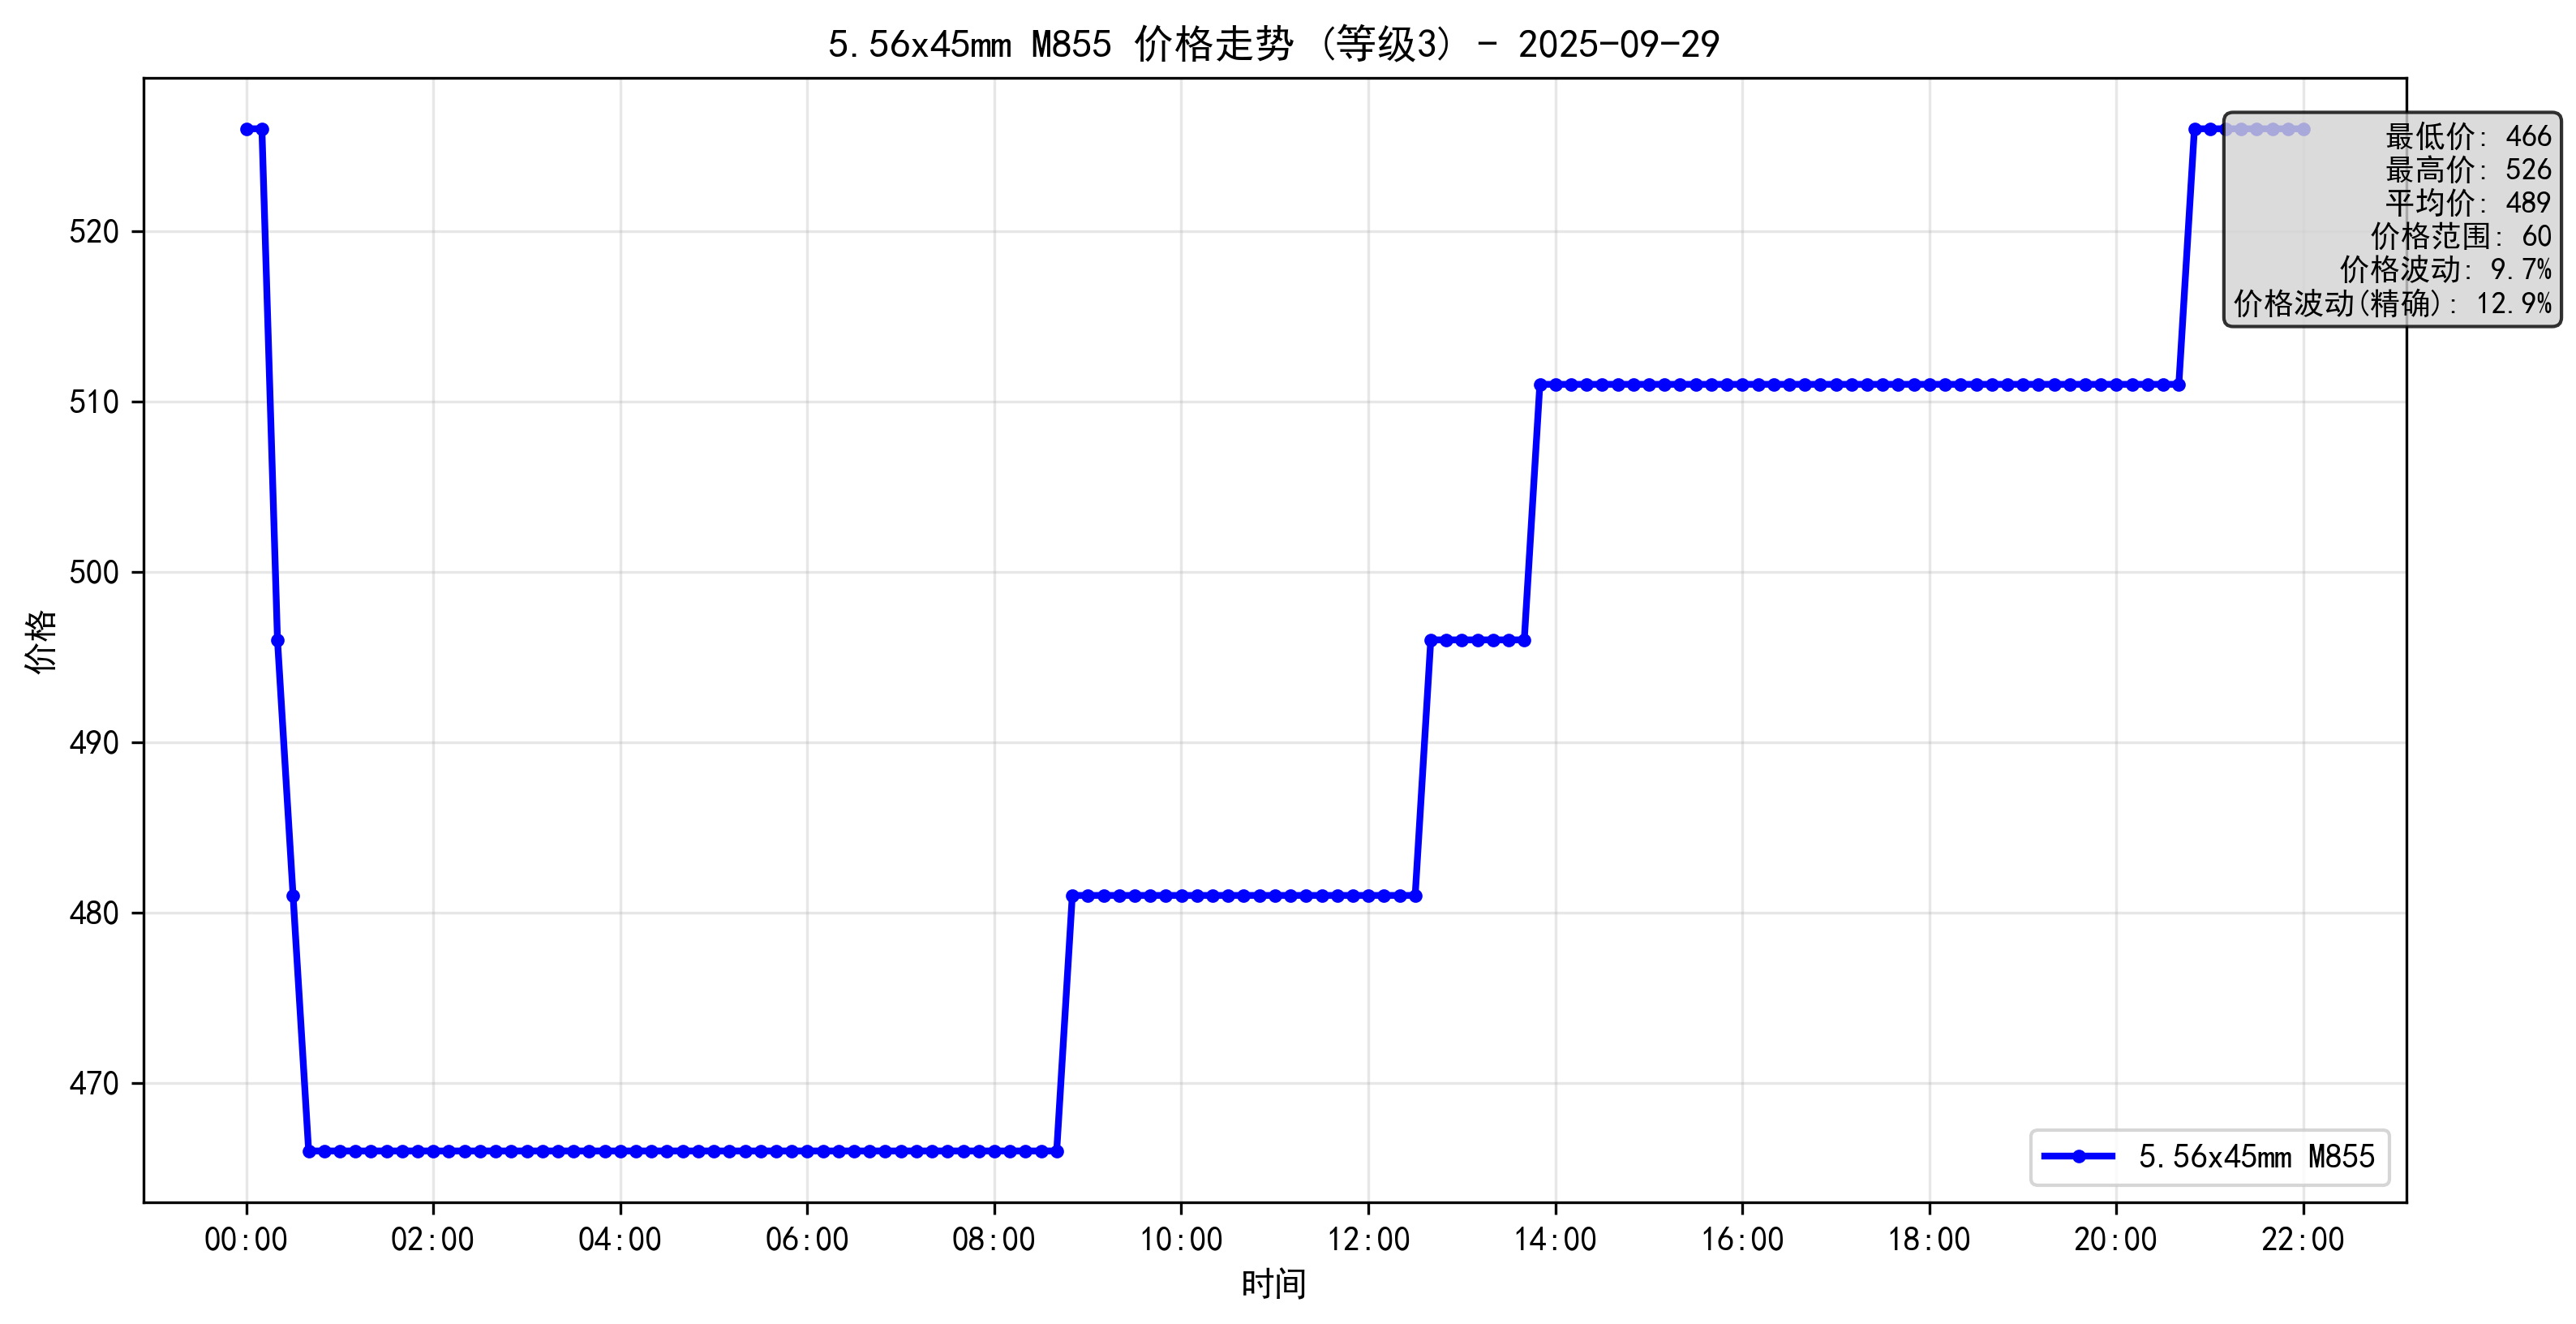 5.56x45mm M855 价格走势 (等级3) - 2025-09-29
最低价: 466
最高价: 526
平均价: 489
价格范围: 60
价格波动: 9.7%
价格波动(精确): 12.9%
价格
520
510
500
490
480
470
5.56x45mm M855
00:00 02:00 04:00 06:00 08:00 10:00 12:00 14:00 16:00 18:00 20:00 22:00
时间